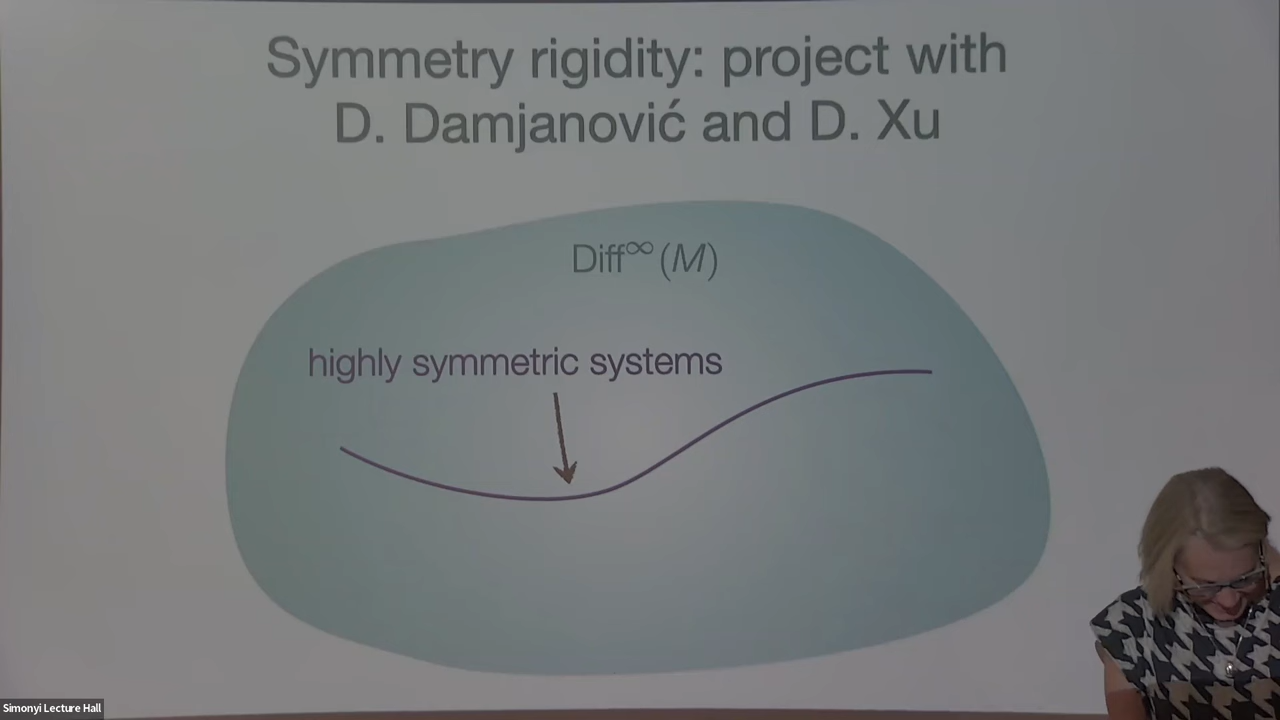 Symmetry rigidity: project with
D. Damjanović and D. Xu
Diff∞(M)
highly symmetric systems
Simonyi Lecture Hall